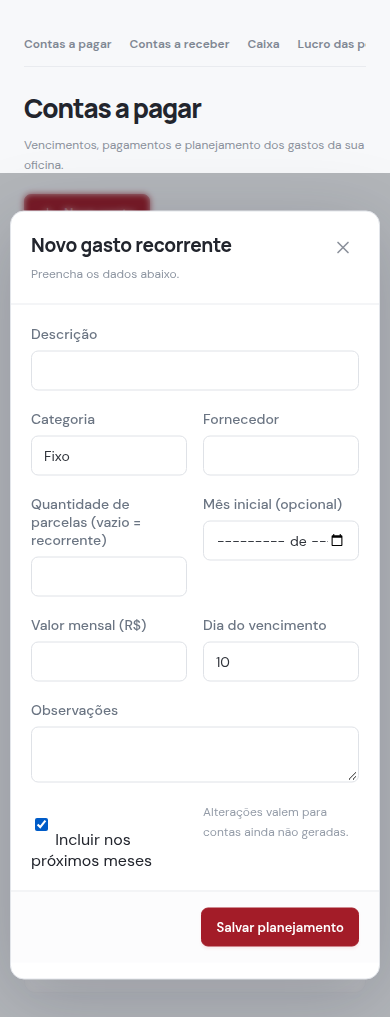 Contas a pagar Contas a receber Caixa Lucro das p
Contas a pagar
Vencimentos, pagamentos e planejamento dos gastos da sua
oficina.
Novo gasto recorrente
Preencha os dados abaixo.
Descrição
Categoria Fornecedor
Fixo
Quantidade de
parcelas (vazio =
recorrente)
Mês inicial (opcional)
--------- de --
Valor mensal (R$) Dia do vencimento
10
Observações
Incluir nos
próximos meses
Alterações valem para
contas ainda não geradas.
Salvar planejamento